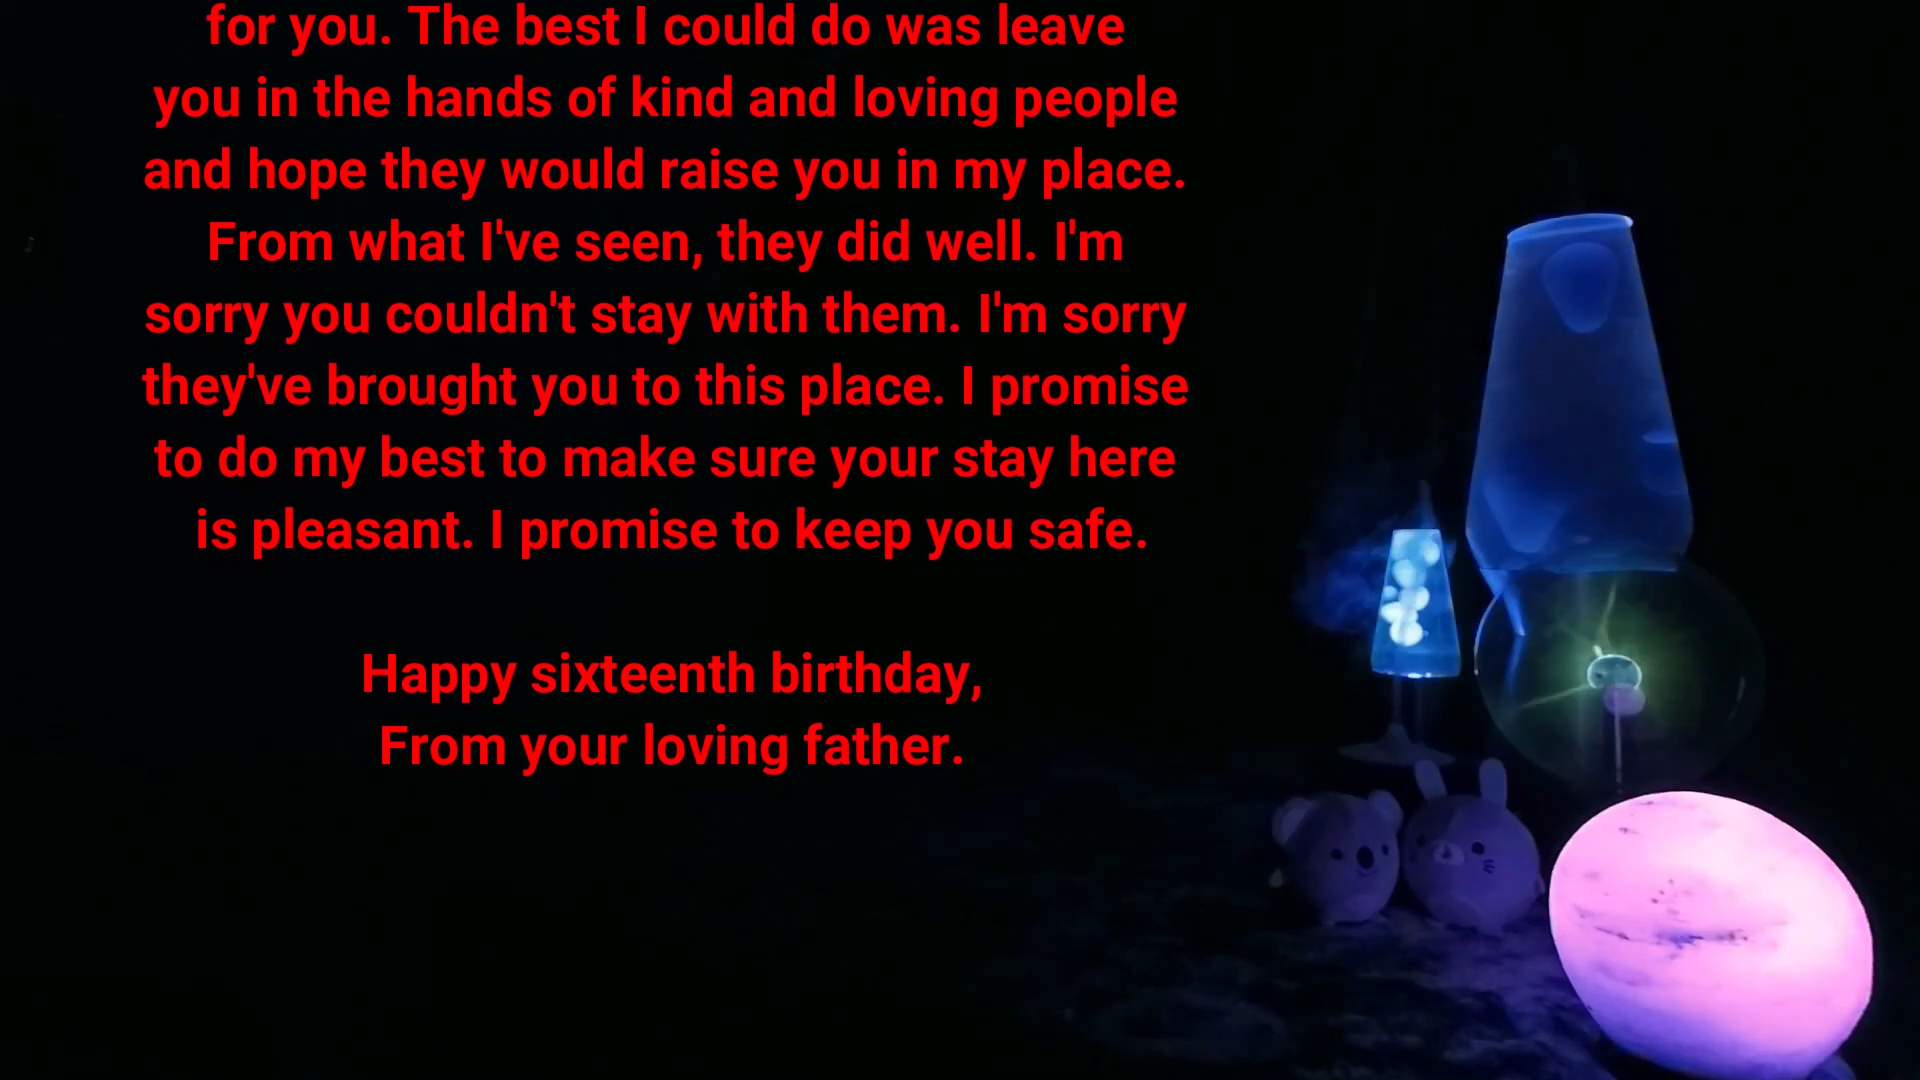 for you. The best I could do was leave
you in the hands of kind and loving people
and hope they would raise you in my place.
From what I've seen, they did well. I'm
sorry you couldn't stay with them. I'm sorry
they've brought you to this place. I promise
to do my best to make sure your stay here
is pleasant. I promise to keep you safe.
Happy sixteenth birthday,
From your loving father.